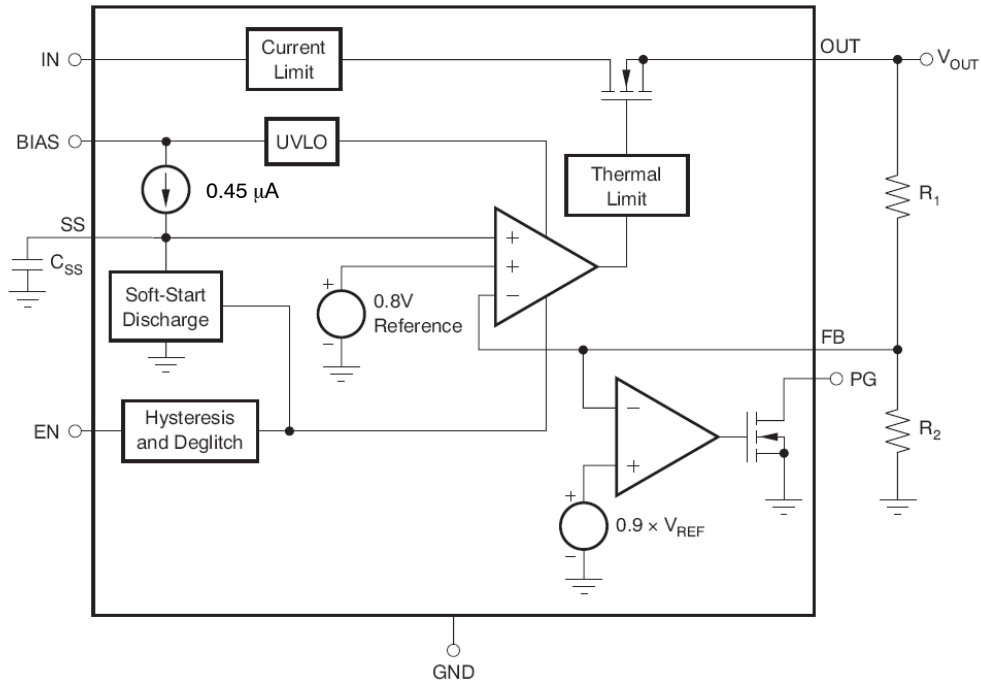 IN
Current
Limit
OUT
V_OUT
BIAS
UVLO
0.45 µA
Thermal
Limit
R_1
SS
C_SS
+
+
−
+
−
0.8V
Reference
Soft-Start
Discharge
FB
PG
EN
Hysteresis
and Deglitch
−
+
R_2
+
−
0.9 × V_REF
GND